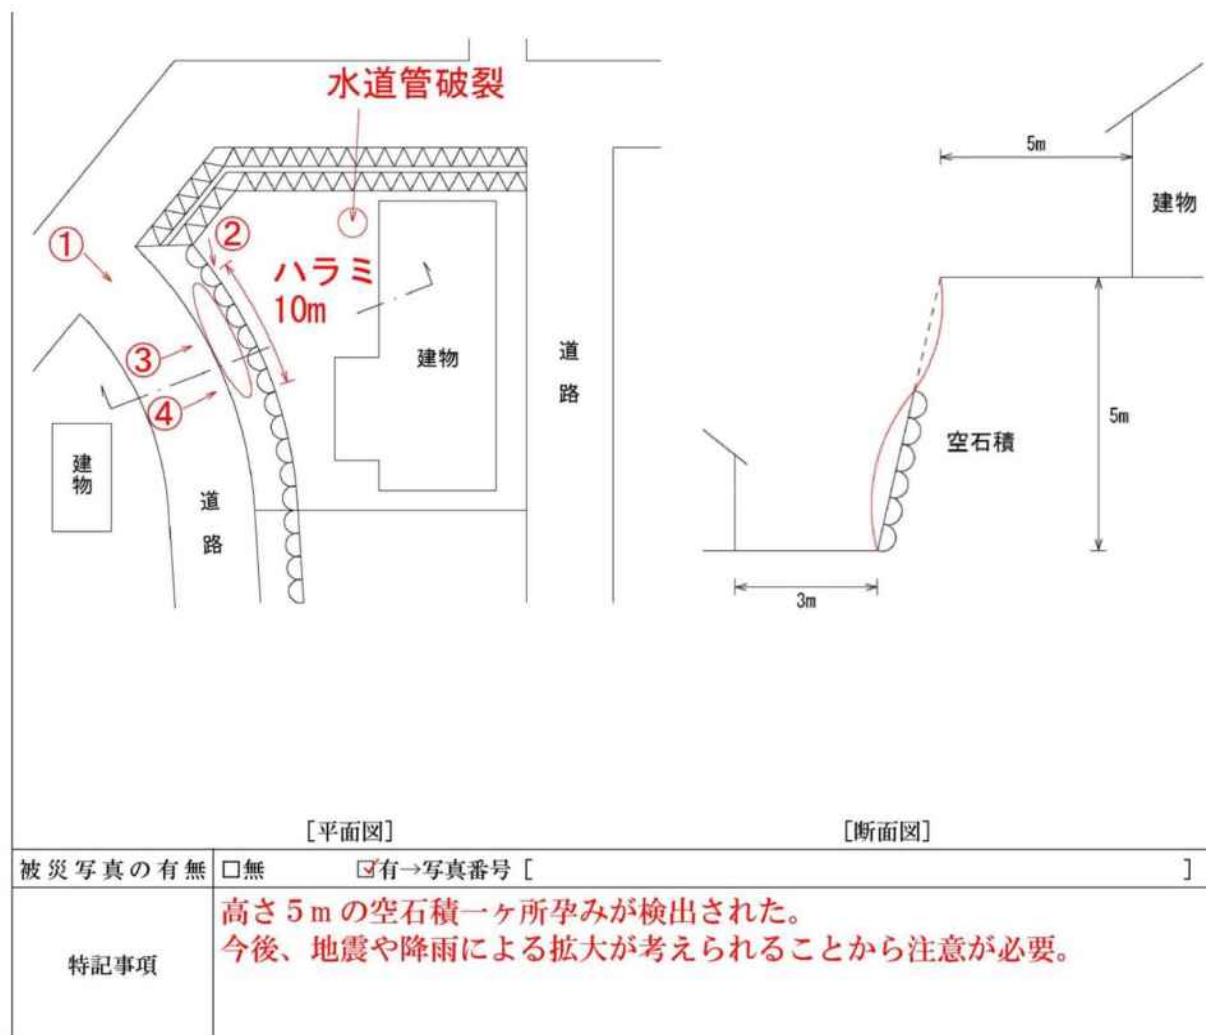 水道管破裂
①
②
ハラミ
10m
③
④
建物
建物
道路
道路
5m
建物
空石積
5m
3m
[平面図]
[断面図]
被災写真の有無 □無 ☑有→写真番号 [ ]
特記事項
高さ5mの空石積一ヶ所孕みが検出された。
今後、地震や降雨による拡大が考えられることから注意が必要。